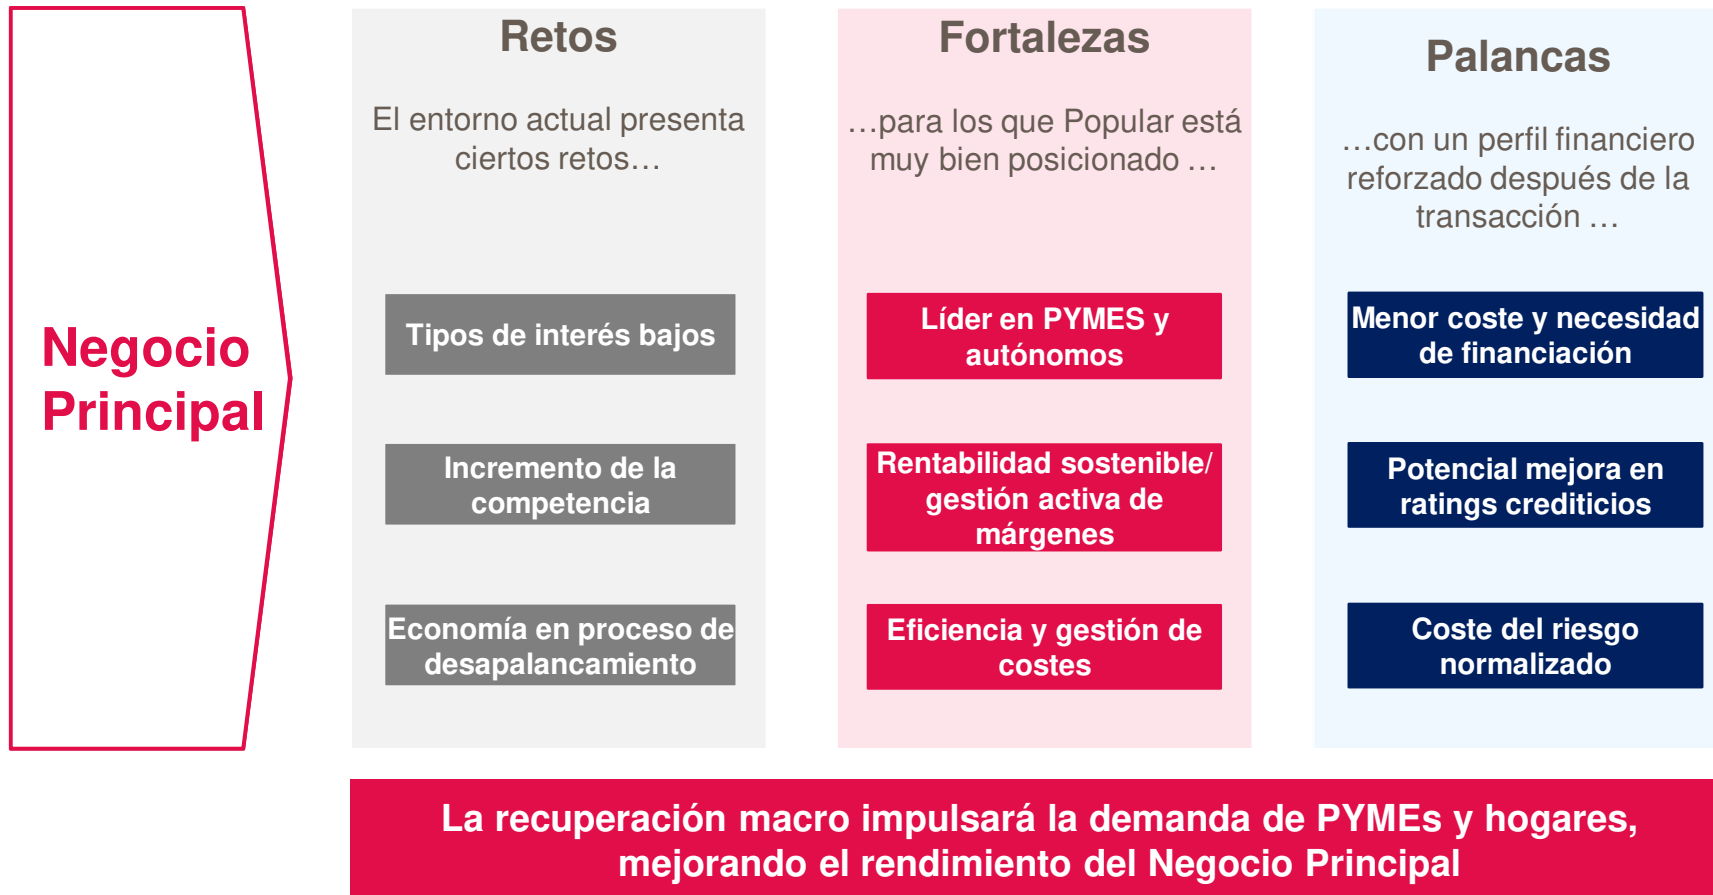 Negocio
Principal
Retos
El entorno actual presenta
ciertos retos…
Tipos de interés bajos
Incremento de la
competencia
Economía en proceso de
desapalancamiento
Fortalezas
…para los que Popular está
muy bien posicionado …
Líder en PYMES y
autónomos
Rentabilidad sostenible/
gestión activa de
márgenes
Eficiencia y gestión de
costes
Palancas
…con un perfil financiero
reforzado después de la
transacción …
Menor coste y necesidad
de financiación
Potencial mejora en
ratings crediticios
Coste del riesgo
normalizado
La recuperación macro impulsará la demanda de PYMEs y hogares,
mejorando el rendimiento del Negocio Principal